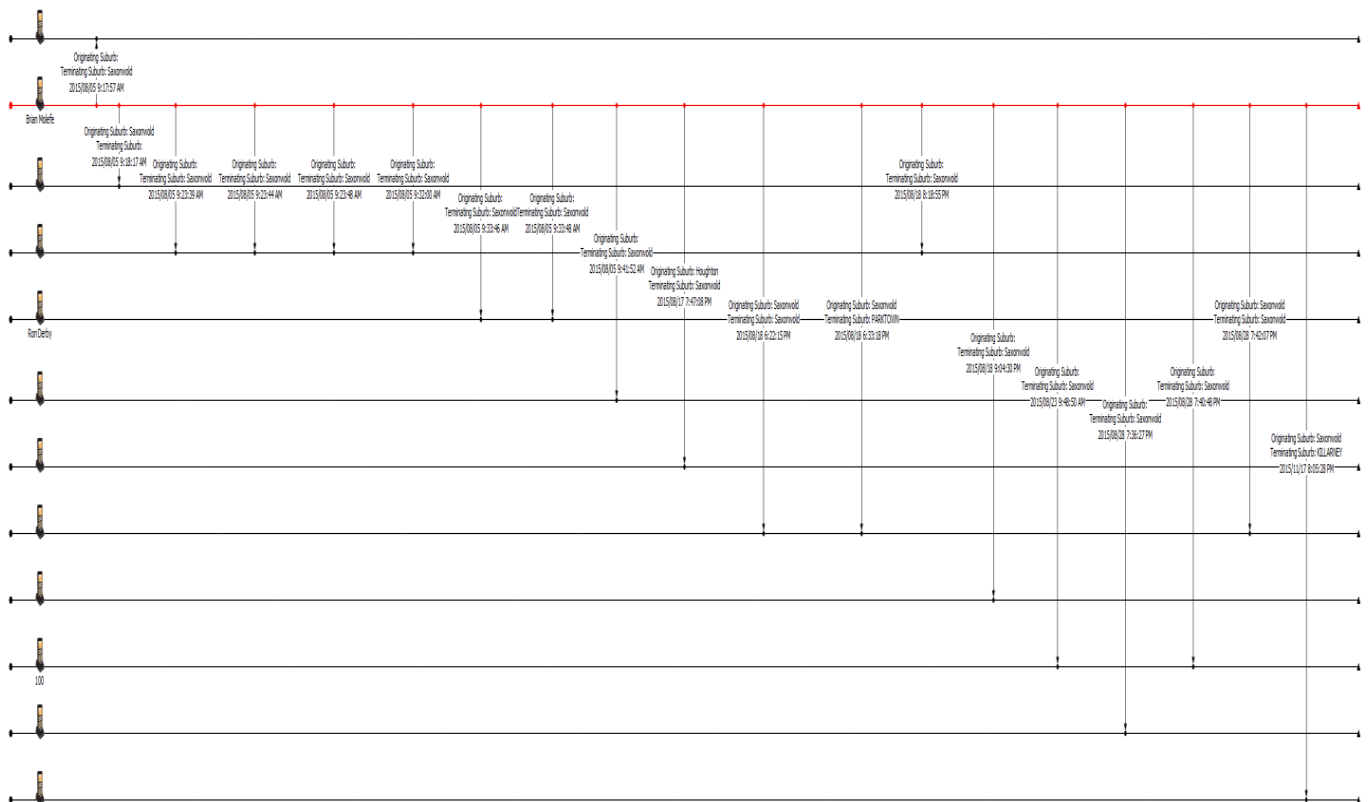 Originating Suburb:
Terminating Suburb: Saxonwold
2015/08/05 9:17:57 AM
Brian Molefe
Originating Suburb: Saxonwold
Terminating Suburb:
2015/08/05 9:18:17 AM
Originating Suburb:
Terminating Suburb: Saxonwold
2015/08/05 9:23:39 AM
Originating Suburb:
Terminating Suburb: Saxonwold
2015/08/05 9:23:44 AM
Originating Suburb:
Terminating Suburb: Saxonwold
2015/08/05 9:23:48 AM
Originating Suburb:
Terminating Suburb: Saxonwold
2015/08/05 9:32:00 AM
Originating Suburb:
Terminating Suburb: Saxonwold
2015/08/05 9:33:46 AM
Originating Suburb:
Terminating Suburb: Saxonwold
2015/08/05 9:33:48 AM
Originating Suburb:
Terminating Suburb: Saxonwold
2015/08/05 9:41:52 AM
Originating Suburb: Houghton
Terminating Suburb: Saxonwold
2015/08/17 7:47:08 PM
Originating Suburb: Saxonwold
Terminating Suburb: Saxonwold
2015/08/18 6:22:15 PM
Originating Suburb: Saxonwold
Terminating Suburb: PARKTOWN
2015/08/18 6:33:18 PM
Originating Suburb:
Terminating Suburb: Saxonwold
2015/08/18 8:18:55 PM
Originating Suburb:
Terminating Suburb: Saxonwold
2015/08/18 9:04:30 PM
Originating Suburb:
Terminating Suburb: Saxonwold
2015/08/23 9:48:50 AM
Originating Suburb:
Terminating Suburb: Saxonwold
2015/08/28 7:36:27 PM
Originating Suburb:
Terminating Suburb: Saxonwold
2015/08/28 7:40:48 PM
Originating Suburb: Saxonwold
Terminating Suburb: Saxonwold
2015/08/28 7:42:07 PM
Originating Suburb: Saxonwold
Terminating Suburb: KILLARNEY
2015/11/17 8:05:28 PM
Ron Derby
100